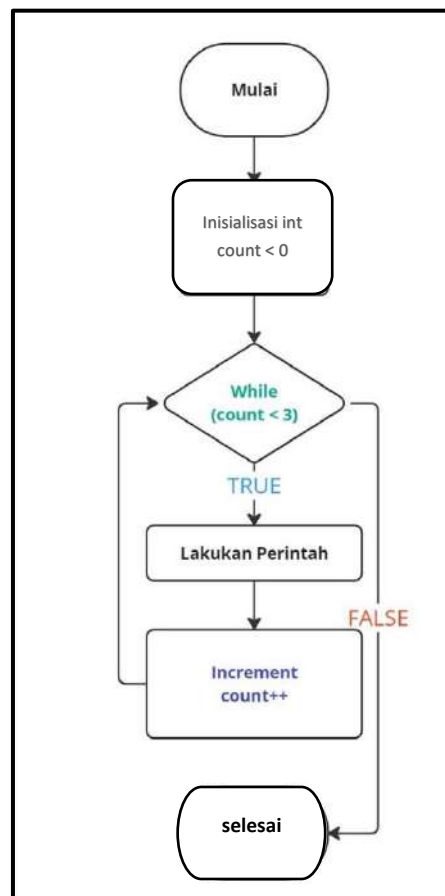 Mulai
Inisialisasi int
count < 0
While
(count < 3)
TRUE
Lakukan Perintah
FALSE
Increment
count++
selesai